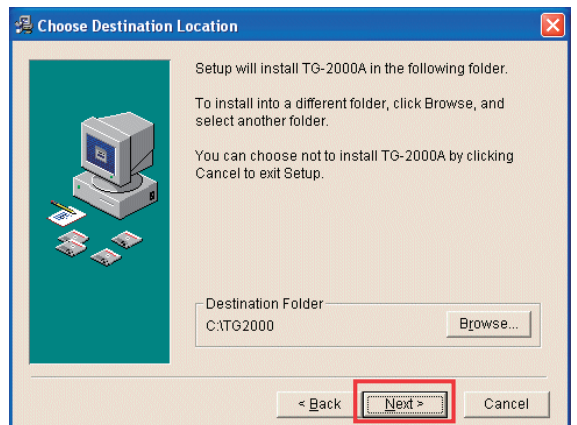 Choose Destination Location
Setup will install TG-2000A in the following folder.
To install into a different folder, click Browse, and
select another folder.
You can choose not to install TG-2000A by clicking
Cancel to exit Setup.
Destination Folder
C:\TG2000
Browse...
< Back
Next >
Cancel